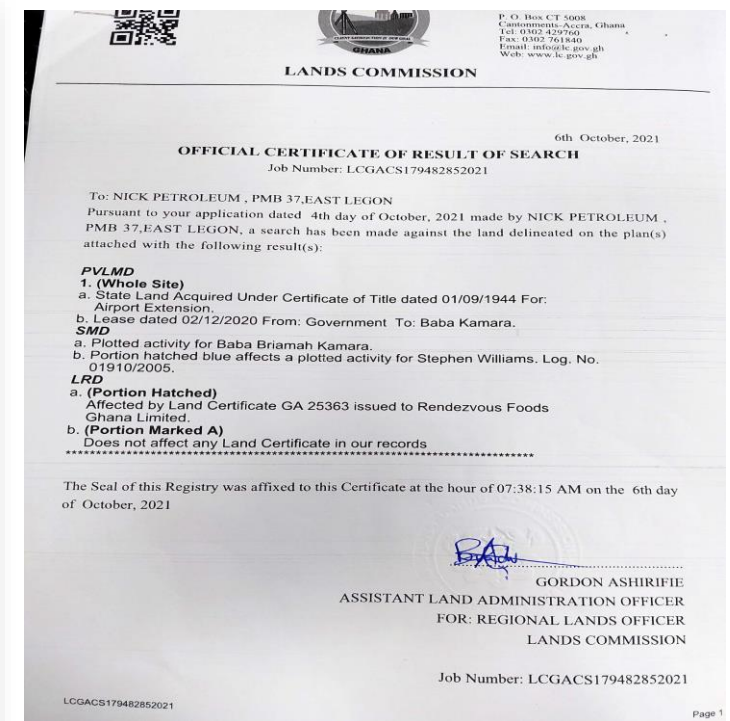 P. O. Box CT 5008
Cantonments-Accra, Ghana
Tel: 0302 429760
Fax: 0302 761840
Email: info@lc.gov.gh
Web: www.lc.gov.gh
GHANA
LANDS COMMISSION
6th October, 2021
OFFICIAL CERTIFICATE OF RESULT OF SEARCH
Job Number: LCGACS179482852021
To: NICK PETROLEUM , PMB 37,EAST LEGON
Pursuant to your application dated 4th day of October, 2021 made by NICK PETROLEUM ,
PMB 37,EAST LEGON, a search has been made against the land delineated on the plan(s)
attached with the following result(s):
PVLMD
1. (Whole Site)
a. State Land Acquired Under Certificate of Title dated 01/09/1944 For:
Airport Extension.
b. Lease dated 02/12/2020 From: Government To: Baba Kamara.
SMD
a. Plotted activity for Baba Briamah Kamara.
b. Portion hatched blue affects a plotted activity for Stephen Williams. Log. No.
01910/2005.
LRD
a. (Portion Hatched)
Affected by Land Certificate GA 25363 issued to Rendezvous Foods
Ghana Limited.
b. (Portion Marked A)
Does not affect any Land Certificate in our records
The Seal of this Registry was affixed to this Certificate at the hour of 07:38:15 AM on the 6th day
of October, 2021
GORDON ASHIRIFIE
ASSISTANT LAND ADMINISTRATION OFFICER
FOR: REGIONAL LANDS OFFICER
LANDS COMMISSION
Job Number: LCGACS179482852021
LCGACS179482852021
Page 1